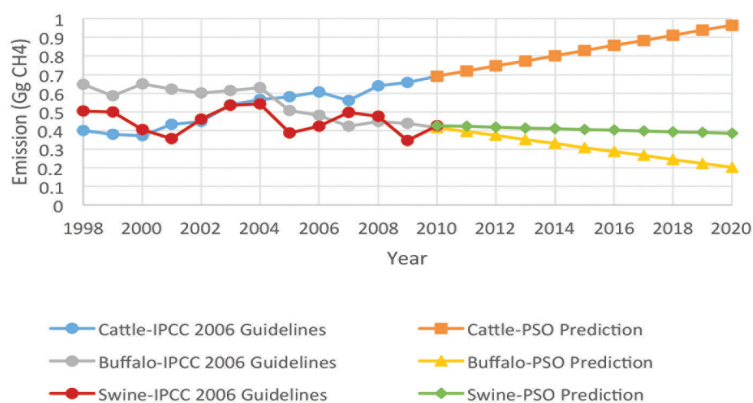 Emission (Gg CH4)
1
0.9
0.8
0.7
0.6
0.5
0.4
0.3
0.2
0.1
0
1998 2000 2002 2004 2006 2008 2010 2012 2014 2016 2018 2020
Year
Cattle-IPCC 2006 Guidelines Cattle-PSO Prediction
Buffalo-IPCC 2006 Guidelines Buffalo-PSO Prediction
Swine-IPCC 2006 Guidelines Swine-PSO Prediction